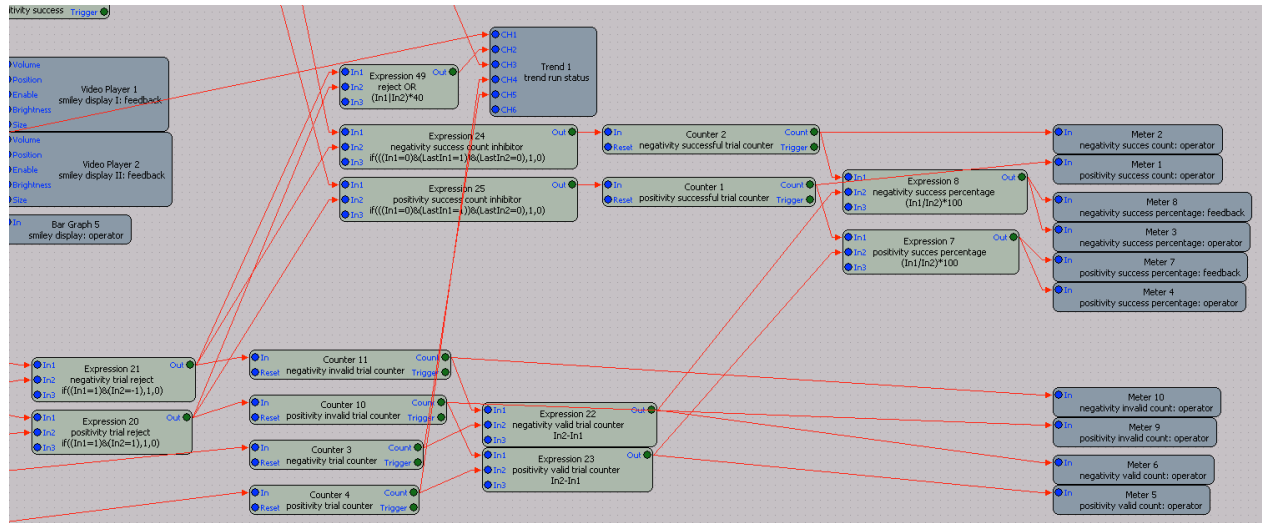 tivity success Trigger
Volume
Position
Enable
Brightness
Size
Video Player 1
smiley display I: feedback
Volume
Position
Enable
Brightness
Size
Video Player 2
smiley display II: feedback
In
Bar Graph 5
smiley display: operator
In1
In2
In3
Expression 49
reject OR
(In1|In2)*40
Out
CH1
CH2
CH3
CH4
CH5
CH6
Trend 1
trend run status
In1
In2
In3
Expression 24
negativity success count inhibitor
if(((In1=0)&(LastIn1=1))&(LastIn2=0),1,0)
Out
In1
In2
In3
Expression 25
positivity success count inhibitor
if(((In1=0)&(LastIn1=1))&(LastIn2=0),1,0)
Out
In
Reset
Counter 2
negativity successful trial counter
Count
Trigger
In
Reset
Counter 1
positivity successful trial counter
Count
Trigger
In1
In2
In3
Expression 8
negativity success percentage
(In1/In2)*100
Out
In1
In2
In3
Expression 7
positivity succes percentage
(In1/In2)*100
Out
In
Meter 2
negativity succes count: operator
In
Meter 1
positivity succes count: operator
In
Meter 8
negativity success percentage: feedback
In
Meter 3
negativity success percentage: operator
In
Meter 7
positivity success percentage: feedback
In
Meter 4
positivity success percentage: operator
In1
In2
In3
Expression 21
negativity trial reject
if((In1=1)&(In2=-1),1,0)
Out
In1
In2
In3
Expression 20
positivity trial reject
if((In1=1)&(In2=1),1,0)
Out
In
Reset
Counter 11
negativity invalid trial counter
Count
Trigger
In
Reset
Counter 10
positivity invalid trial counter
Count
Trigger
In
Reset
Counter 3
negativity trial counter
Count
Trigger
In
Reset
Counter 4
positivity trial counter
Count
Trigger
In1
In2
In3
Expression 22
negativity valid trial counter
In2-In1
Out
In1
In2
In3
Expression 23
positivity valid trial counter
In2-In1
Out
In
Meter 10
negativity invalid count: operator
In
Meter 9
positivity invalid count: operator
In
Meter 6
negativity valid count: operator
In
Meter 5
positivity valid count: operator